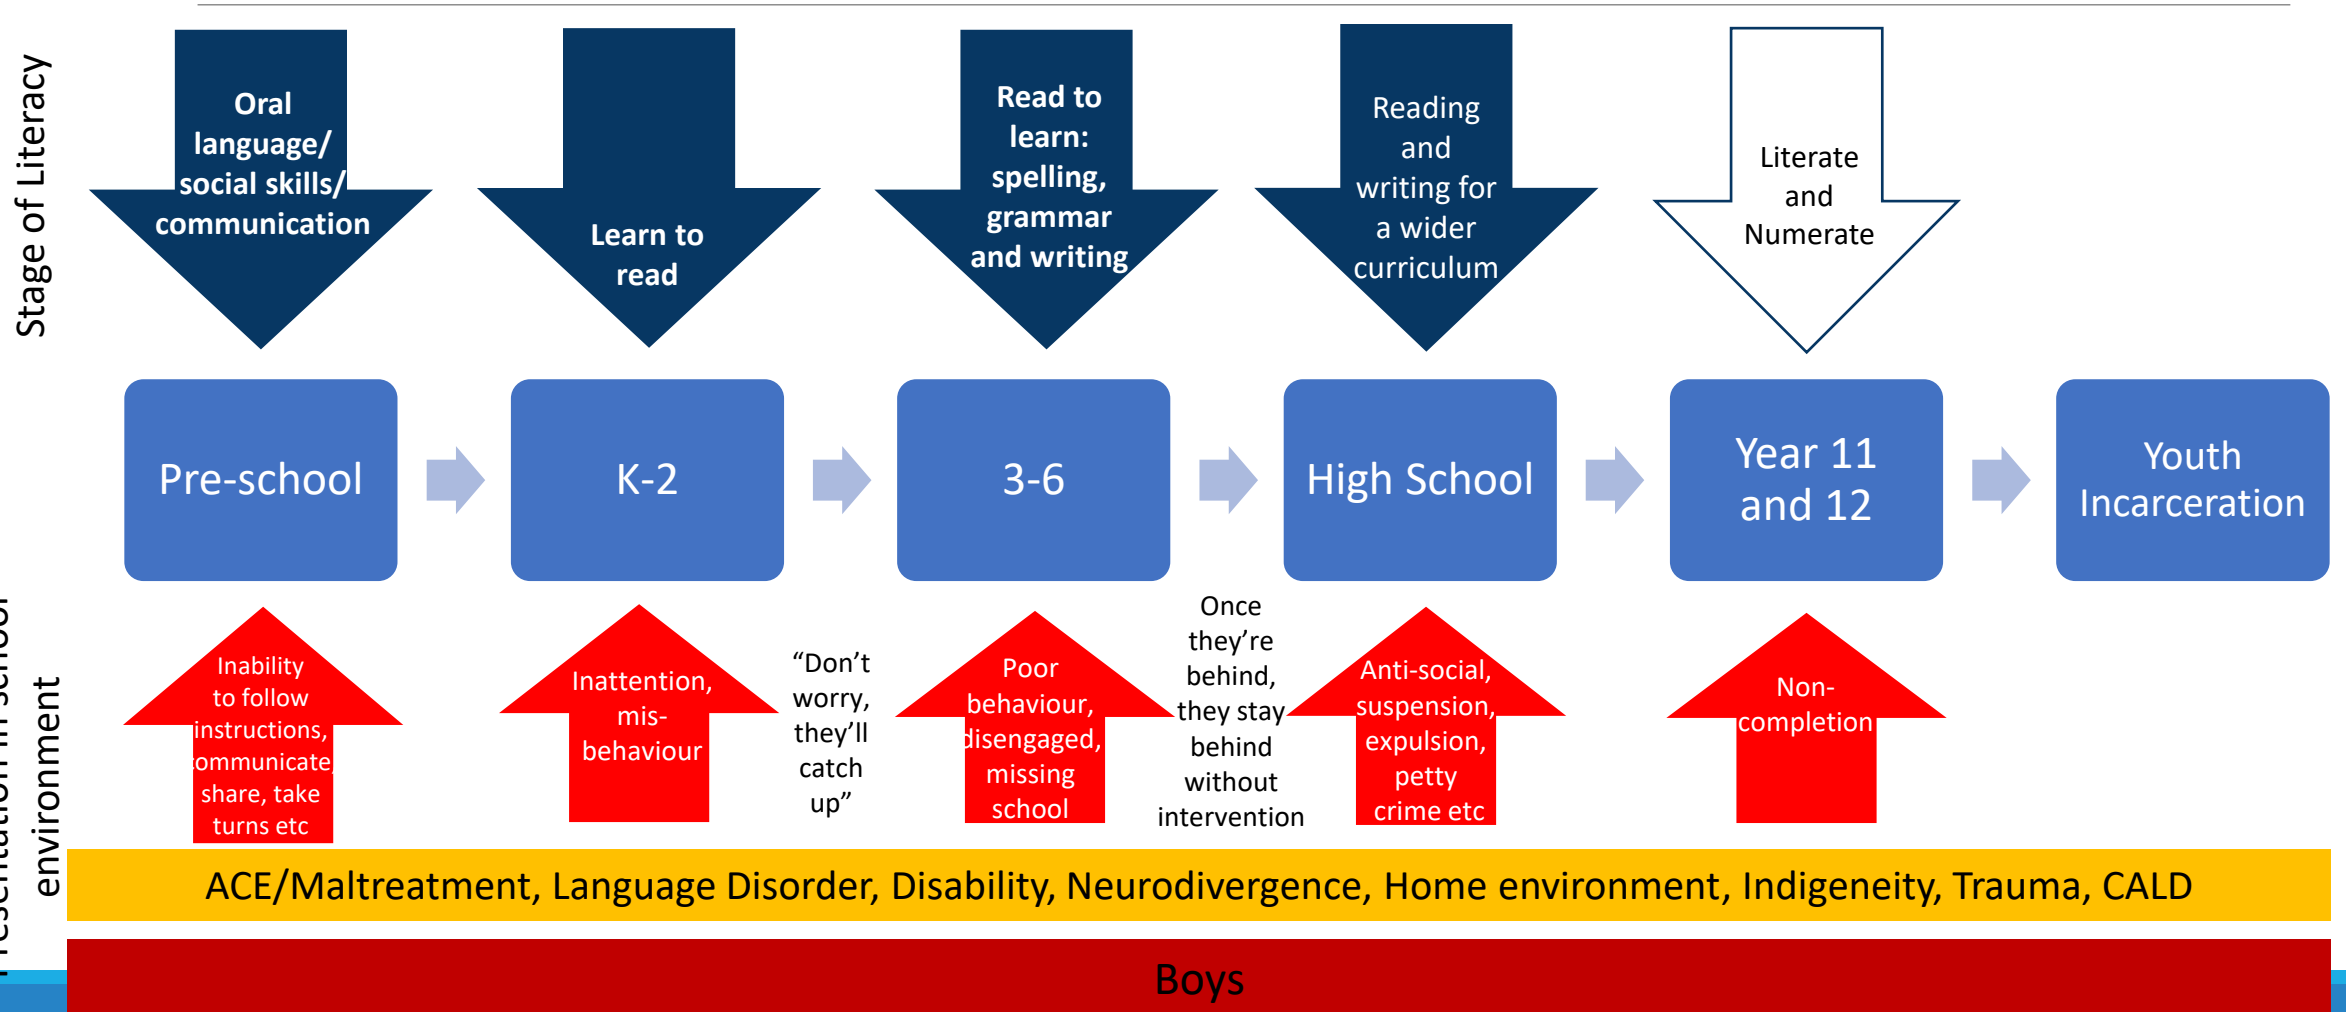 Stage of Literacy
Oral
language/
social skills/
communication
Learn to
read
Read to
learn:
spelling,
grammar
and writing
Reading
and
writing for
a wider
curriculum
Literate
and
Numerate
Pre-school
K-2
3-6
High School
Year 11
and 12
Youth
Incarceration
environment
Inability
to follow
instructions,
share, take
turns etc
Inattention,
mis-
behaviour
"Don't
worry,
they'll
catch
up"
Poor
behaviour,
disengaged,
missing
school
Once
they're
behind,
they stay
behind
without
intervention
Anti-social,
suspension,
expulsion,
petty
crime etc
Non-
completion
ACE/Maltreatment, Language Disorder, Disability, Neurodivergence, Home environment, Indigeneity, Trauma, CALD
Boys